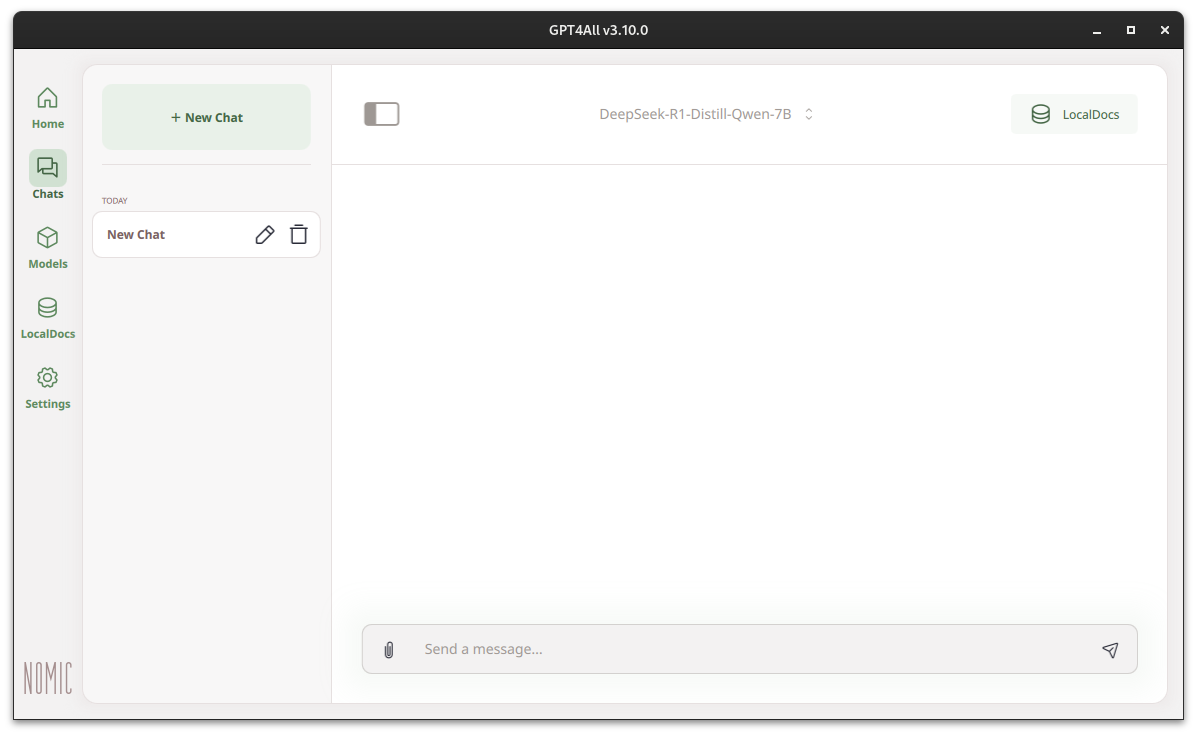 GPT4All v3.10.0
Home
Chats
Models
LocalDocs
Settings
NOMIC
+ New Chat
TODAY
New Chat
DeepSeek-R1-Distill-Qwen-7B
LocalDocs
Send a message...